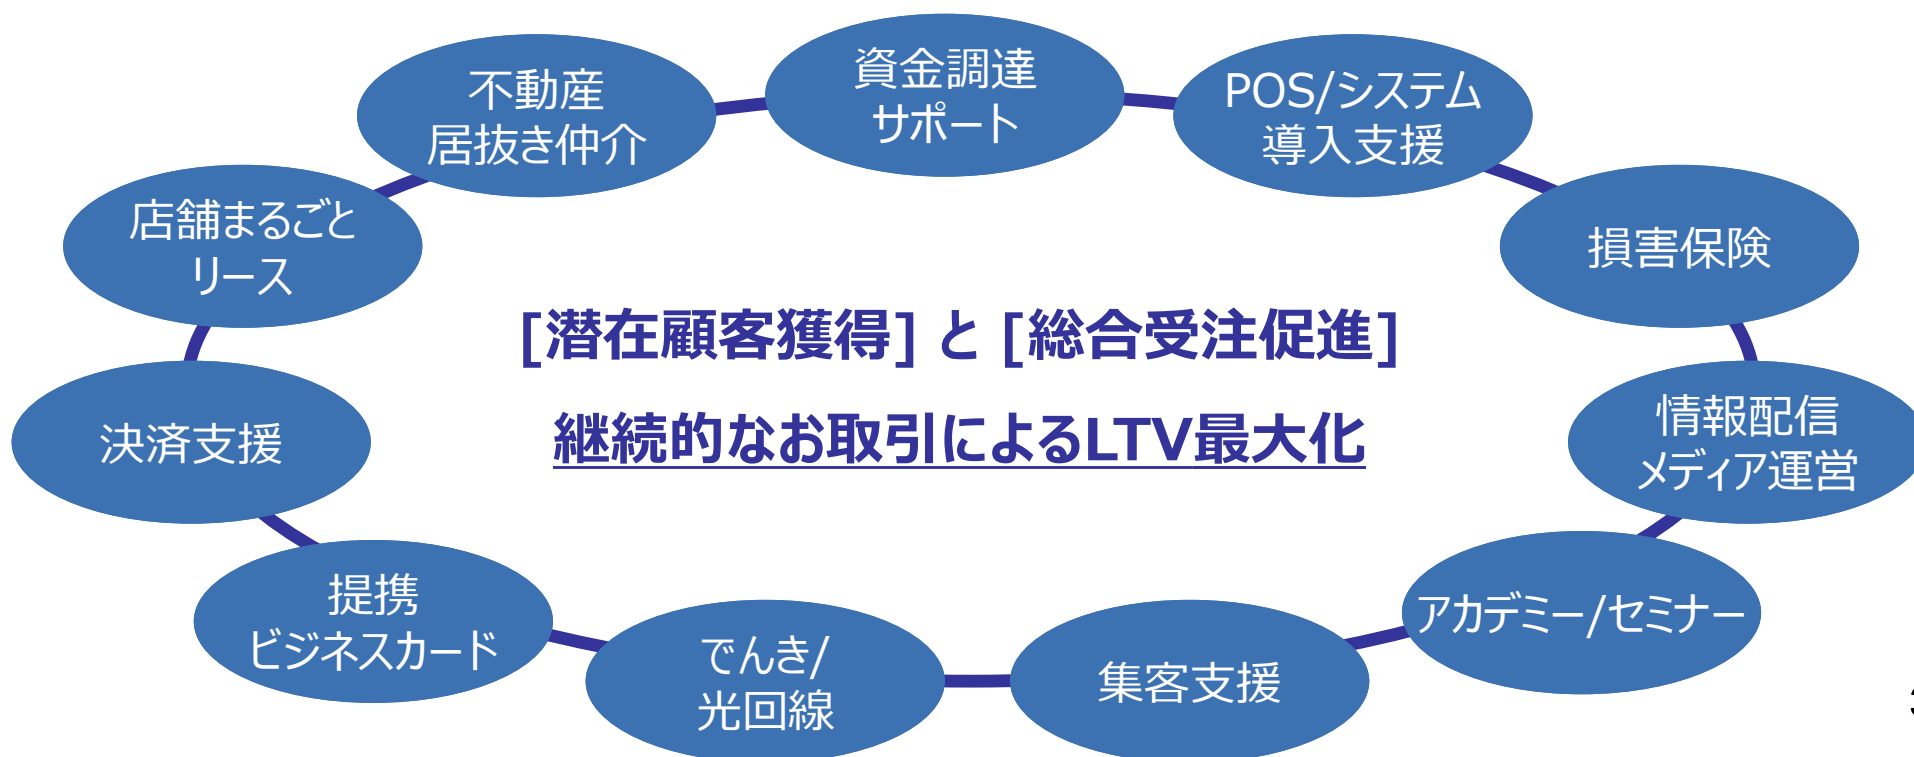 資金調達
サポート
不動産
居抜き仲介
POS/システム
導入支援
店舗まるごと
リース
損害保険
[潜在顧客獲得] と [総合受注促進]
継続的なお取引によるLTV最大化
決済支援
情報配信
メディア運営
提携
ビジネスカード
アカデミー/セミナー
でんき/
光回線
集客支援